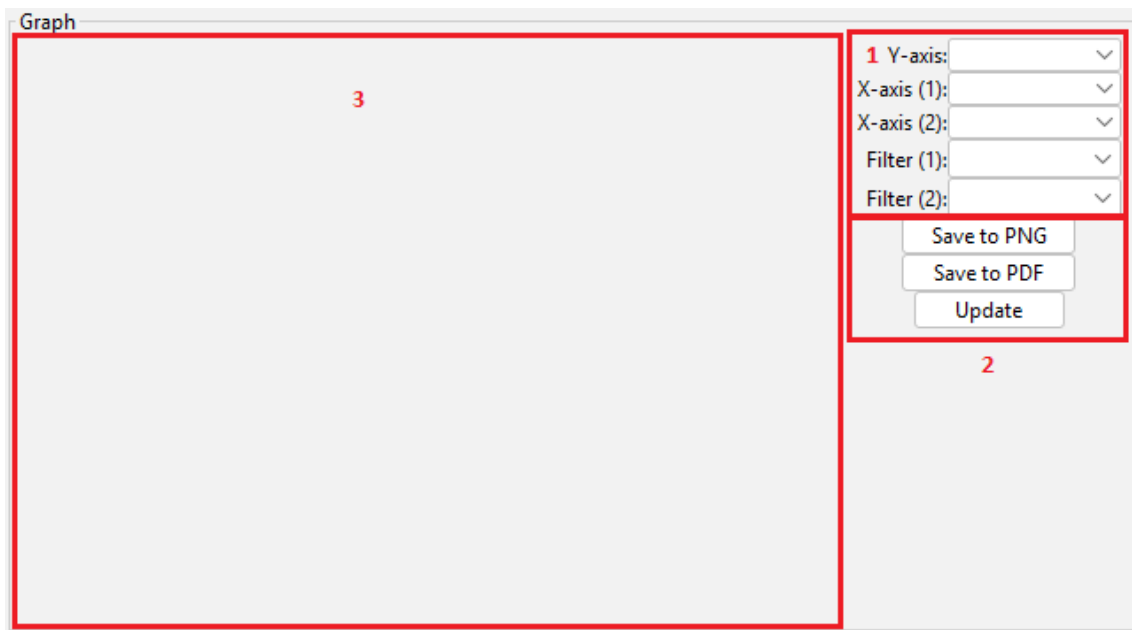 Graph
1 Y-axis:
3
X-axis (1):
X-axis (2):
Filter (1):
Filter (2):
Save to PNG
Save to PDF
Update
2